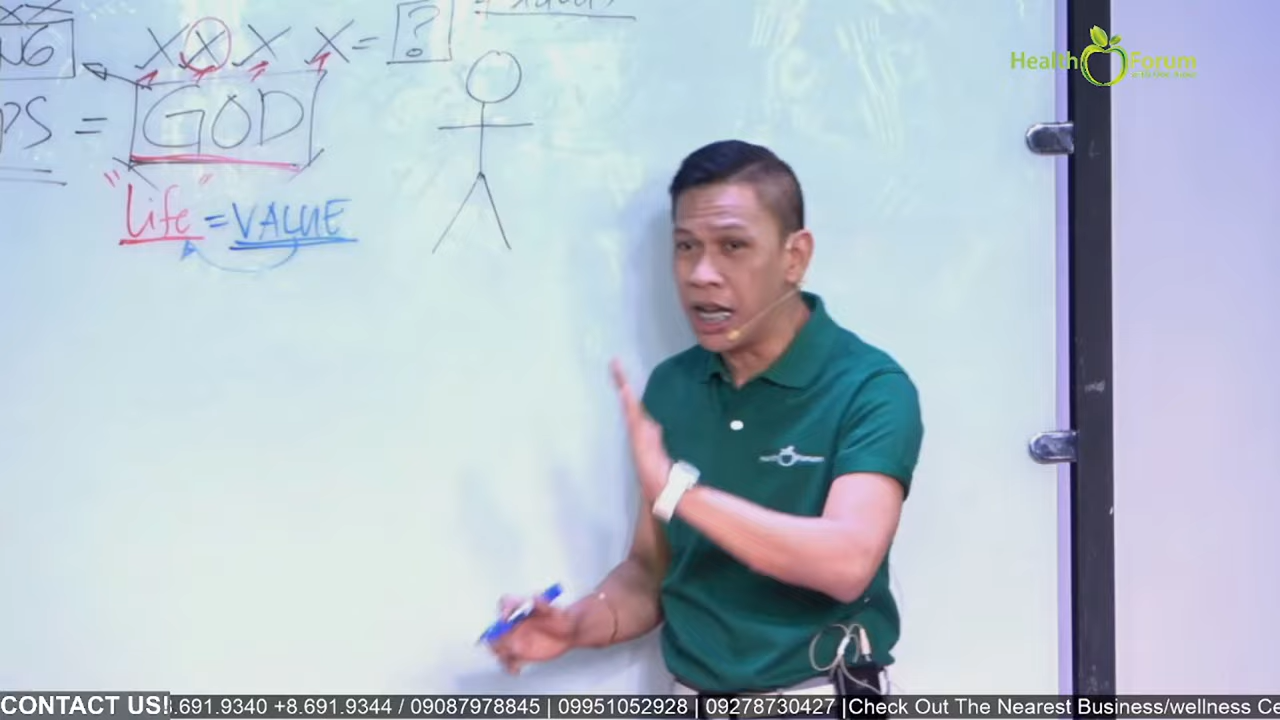 X X X X = ?
= GOD
"Life" = VALUE
Health Forum
CONTACT US!
.691.9340 +8.691.9344 / 09087978845 | 09951052928 | 09278730427 |Check Out The Nearest Business/wellness Ce